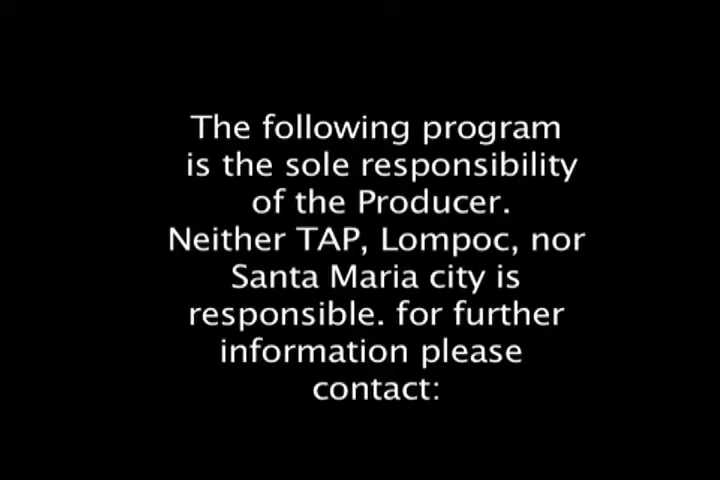 The following program
is the sole responsibility
of the Producer.
Neither TAP, Lompoc, nor
Santa Maria city is
responsible. for further
information please
contact: